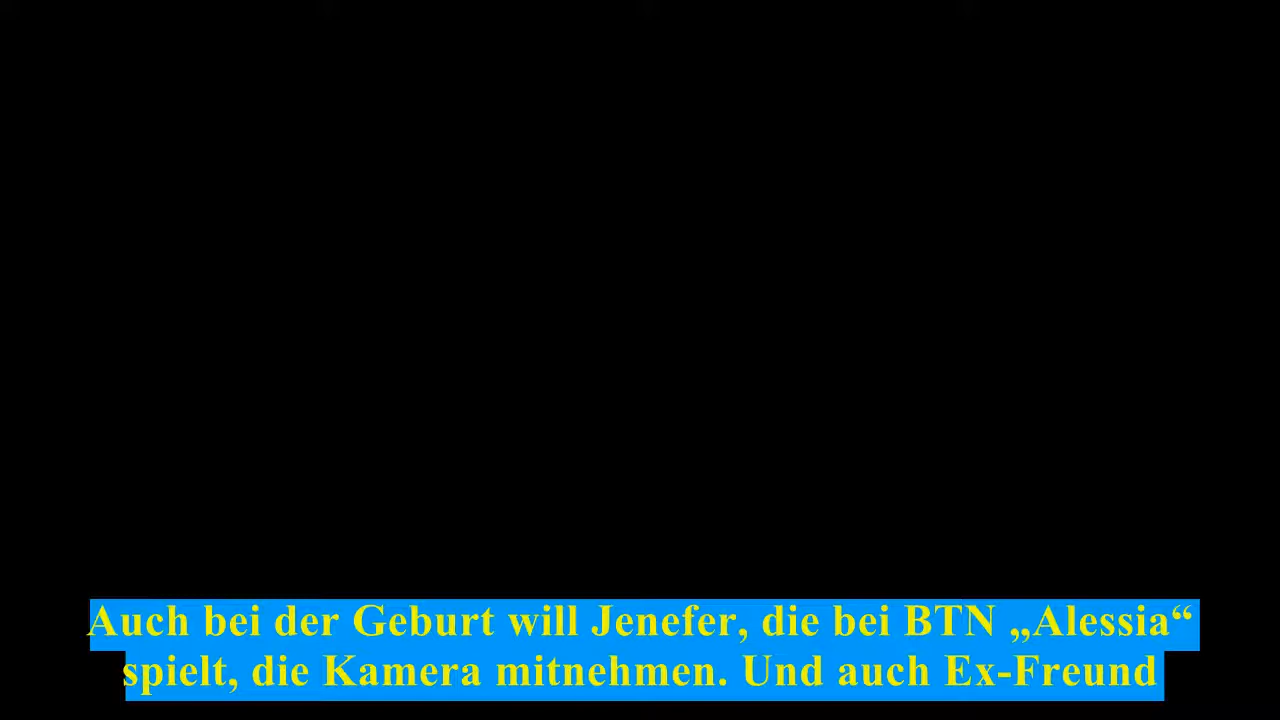 Auch bei der Geburt will Jenefer, die bei BTN „Alessia“
spielt, die Kamera mitnehmen. Und auch Ex-Freund